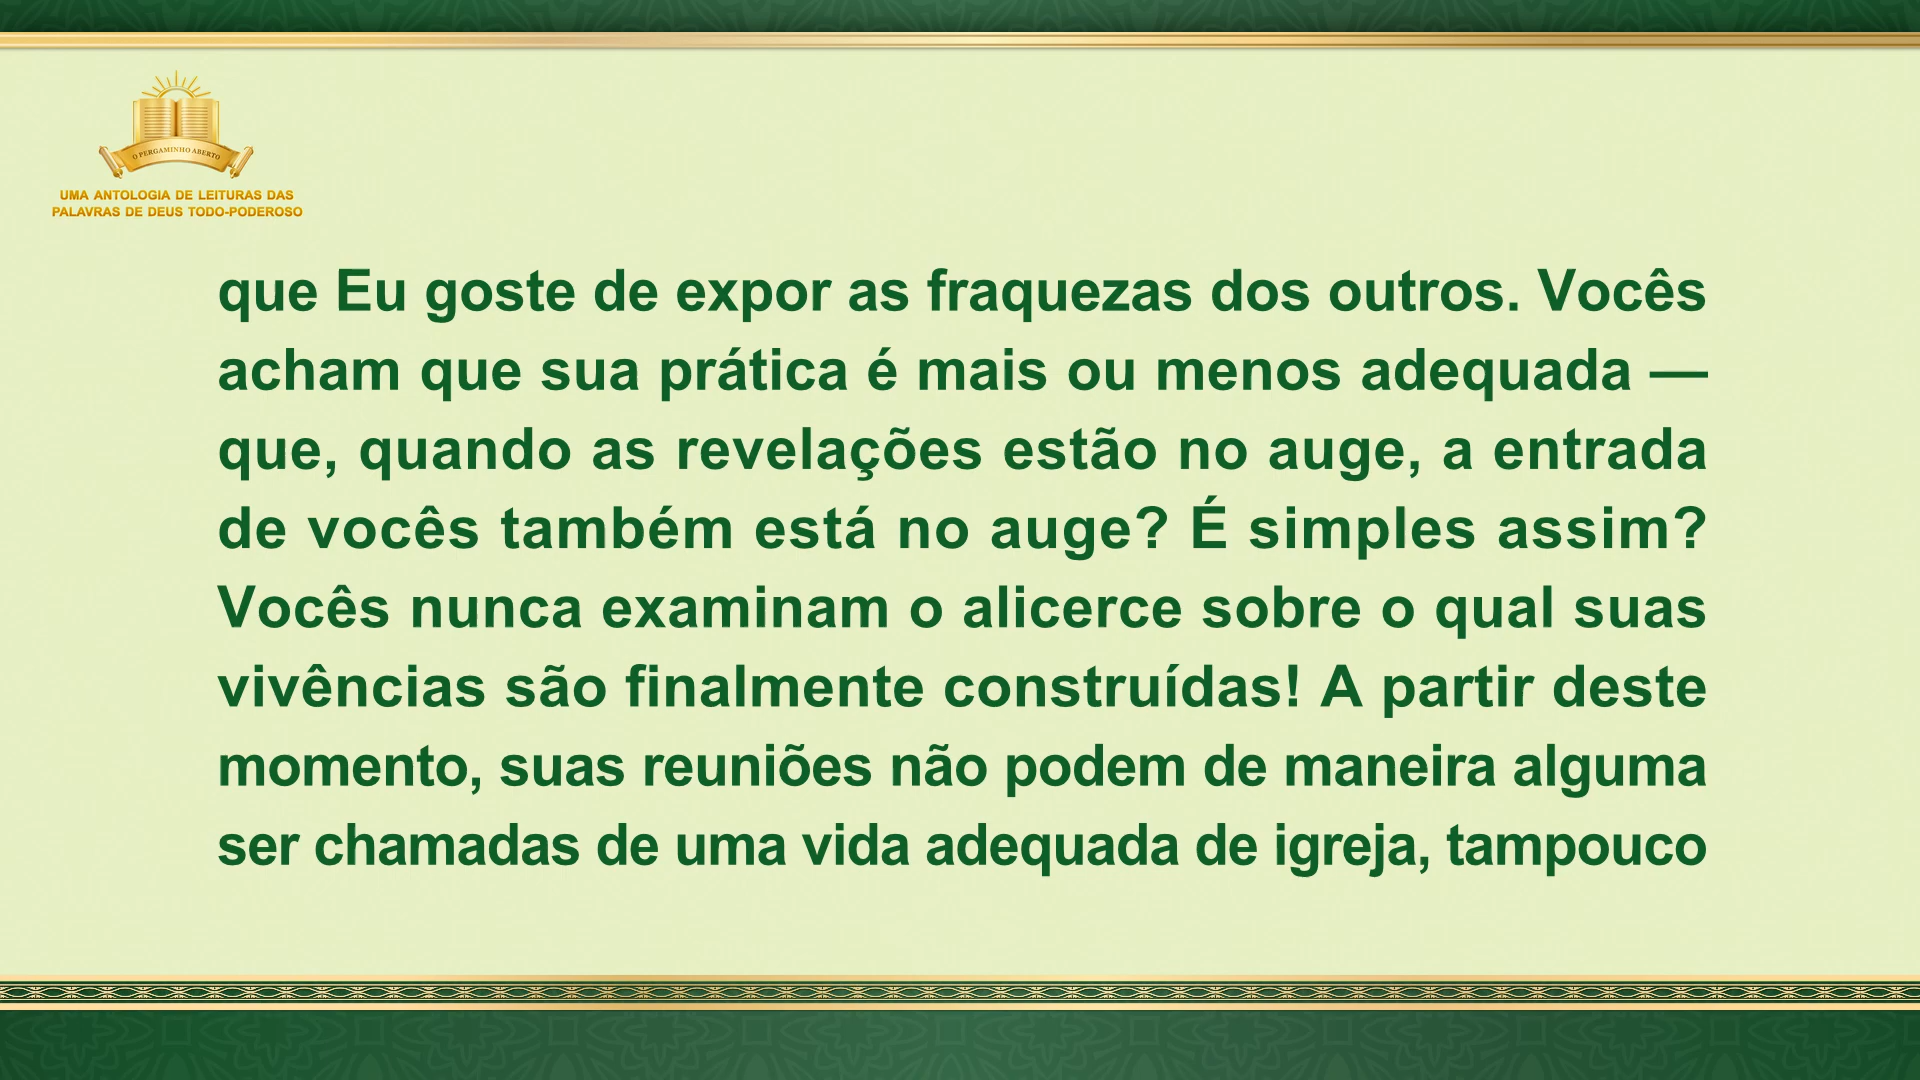 O PERGAMINHO ABERTO
UMA ANTOLOGIA DE LEITURAS DAS
PALAVRAS DE DEUS TODO-PODEROSO
que Eu goste de expor as fraquezas dos outros. Vocês
acham que sua prática é mais ou menos adequada —
que, quando as revelações estão no auge, a entrada
de vocês também está no auge? É simples assim?
Vocês nunca examinam o alicerce sobre o qual suas
vivências são finalmente construídas! A partir deste
momento, suas reuniões não podem de maneira alguma
ser chamadas de uma vida adequada de igreja, tampouco